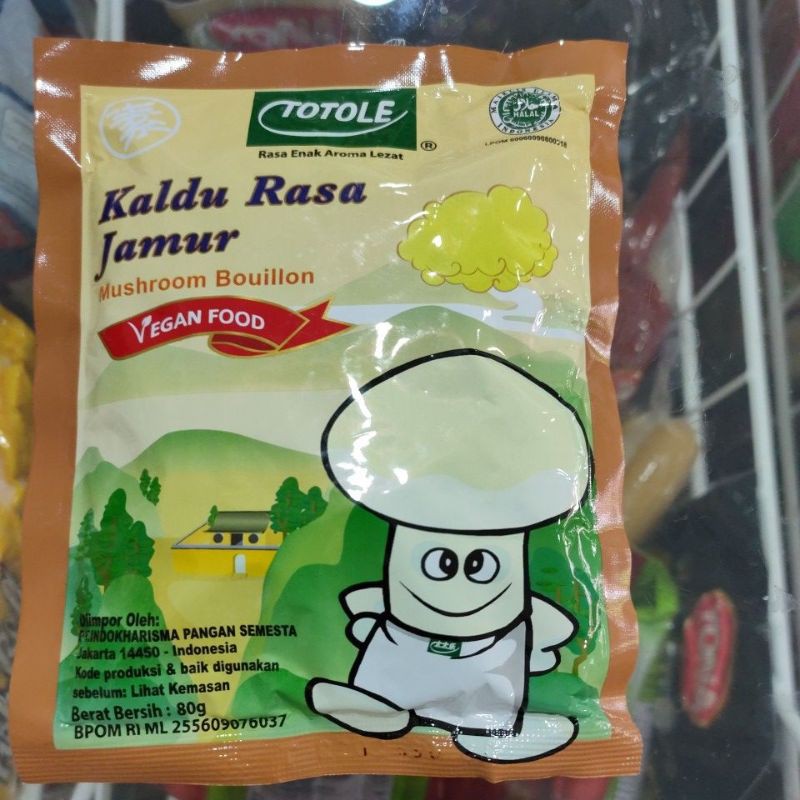 TOTOLE
®
Rasa Enak Aroma Lezat
HALAL
INDONESIA
Kaldu Rasa
Jamur
Mushroom Bouillon
VEGAN FOOD
Diimpor Oleh:
PT.INDOKHARISMA PANGAN SEMESTA
Jakarta 14450 - Indonesia
Kode produksi & baik digunakan
sebelum: Lihat Kemasan
Berat Bersih : 80g
BPOM RI ML 255609076037